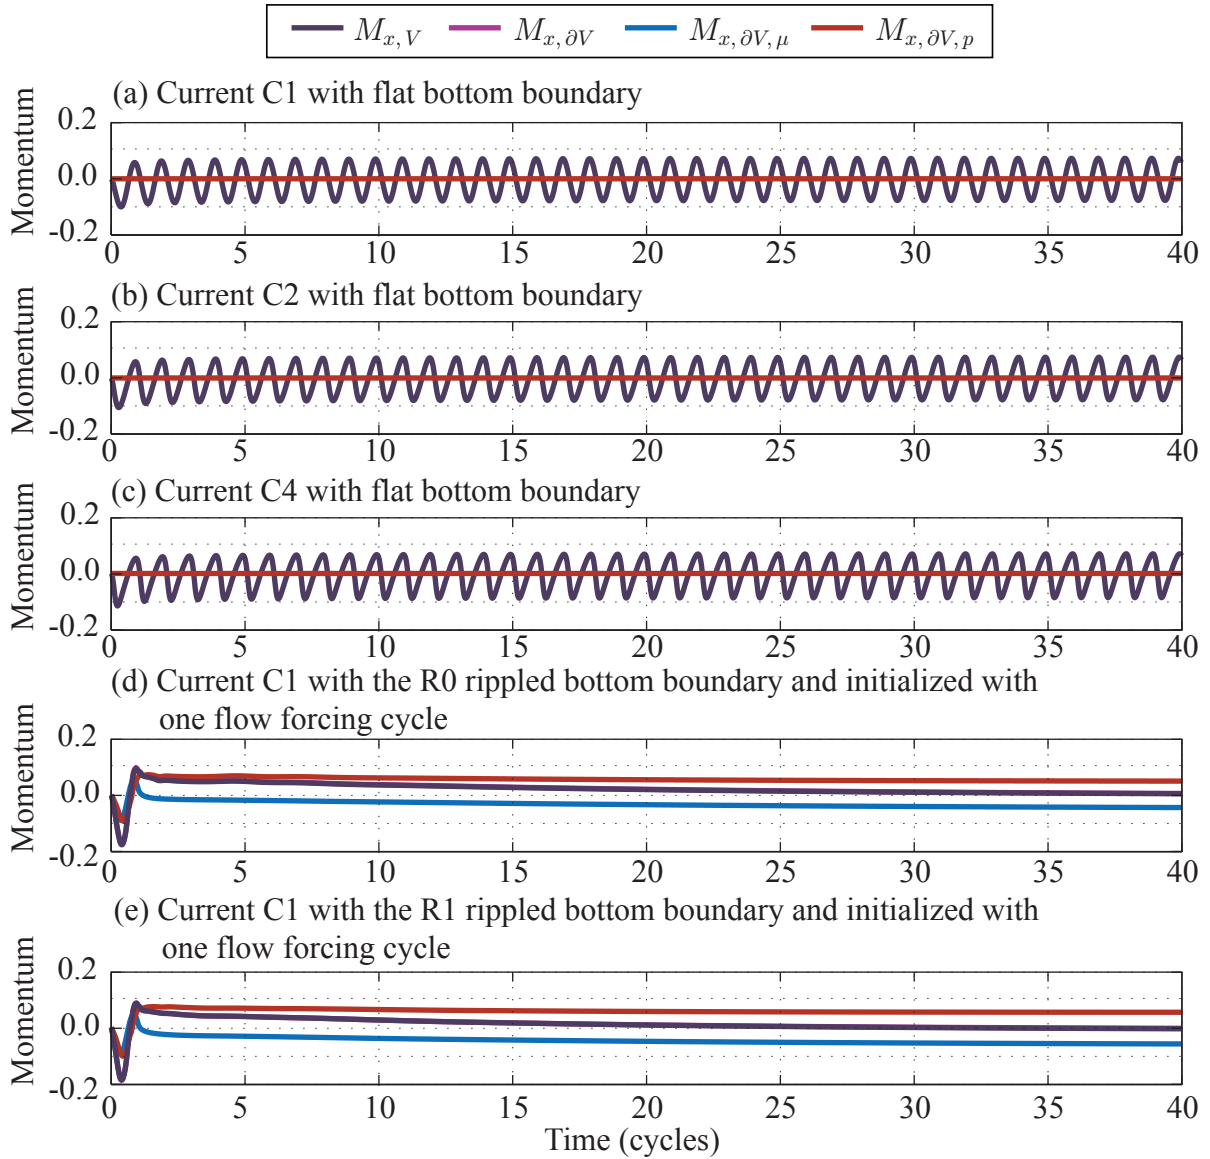 M_{x, V} M_{x, ∂V} M_{x, ∂V, μ} M_{x, ∂V, p}
(a) Current C1 with flat bottom boundary
Momentum
0.2
0.0
-0.2
0 5 10 15 20 25 30 35 40
(b) Current C2 with flat bottom boundary
Momentum
0.2
0.0
-0.2
0 5 10 15 20 25 30 35 40
(c) Current C4 with flat bottom boundary
Momentum
0.2
0.0
-0.2
0 5 10 15 20 25 30 35 40
(d) Current C1 with the R0 rippled bottom boundary and initialized with
one flow forcing cycle
Momentum
0.2
0.0
-0.2
0 5 10 15 20 25 30 35 40
(e) Current C1 with the R1 rippled bottom boundary and initialized with
one flow forcing cycle
Momentum
0.2
0.0
-0.2
0 5 10 15 20 25 30 35 40
Time (cycles)